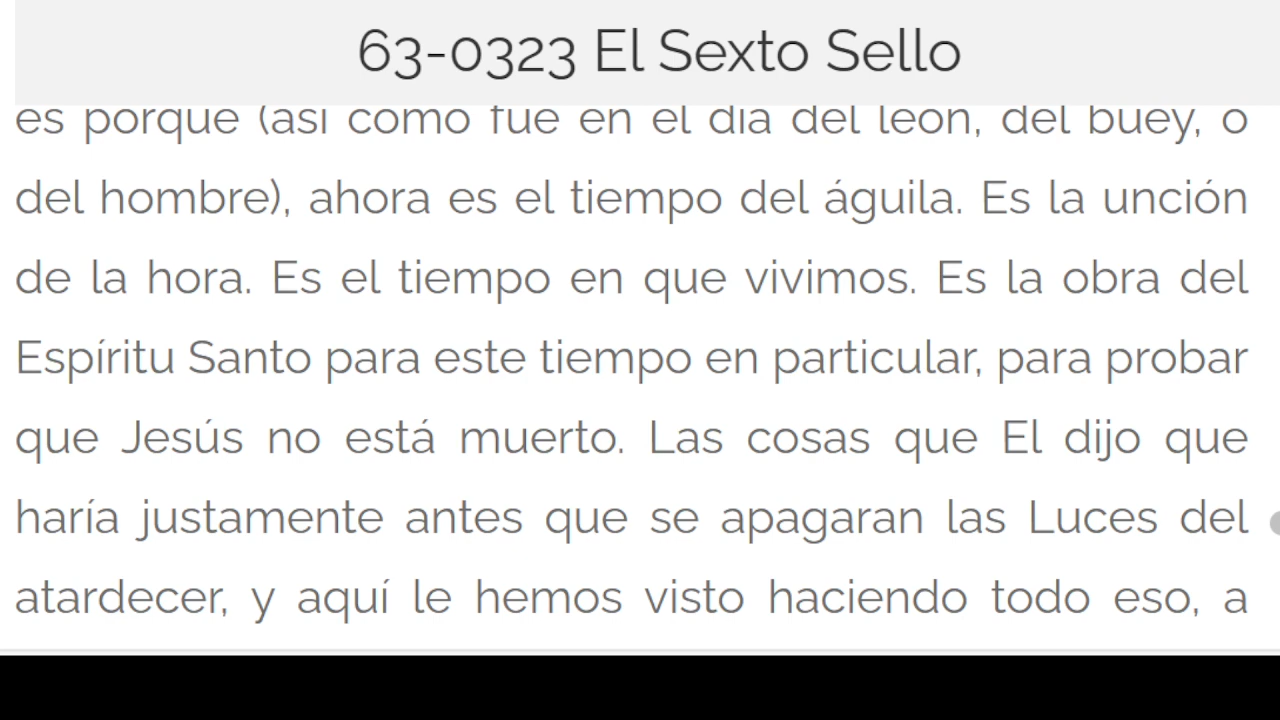 63-0323 El Sexto Sello
es porque (así como fue en el día del león, del buey, o
del hombre), ahora es el tiempo del águila. Es la unción
de la hora. Es el tiempo en que vivimos. Es la obra del
Espíritu Santo para este tiempo en particular, para probar
que Jesús no está muerto. Las cosas que El dijo que
haría justamente antes que se apagaran las Luces del
atardecer, y aquí le hemos visto haciendo todo eso, a